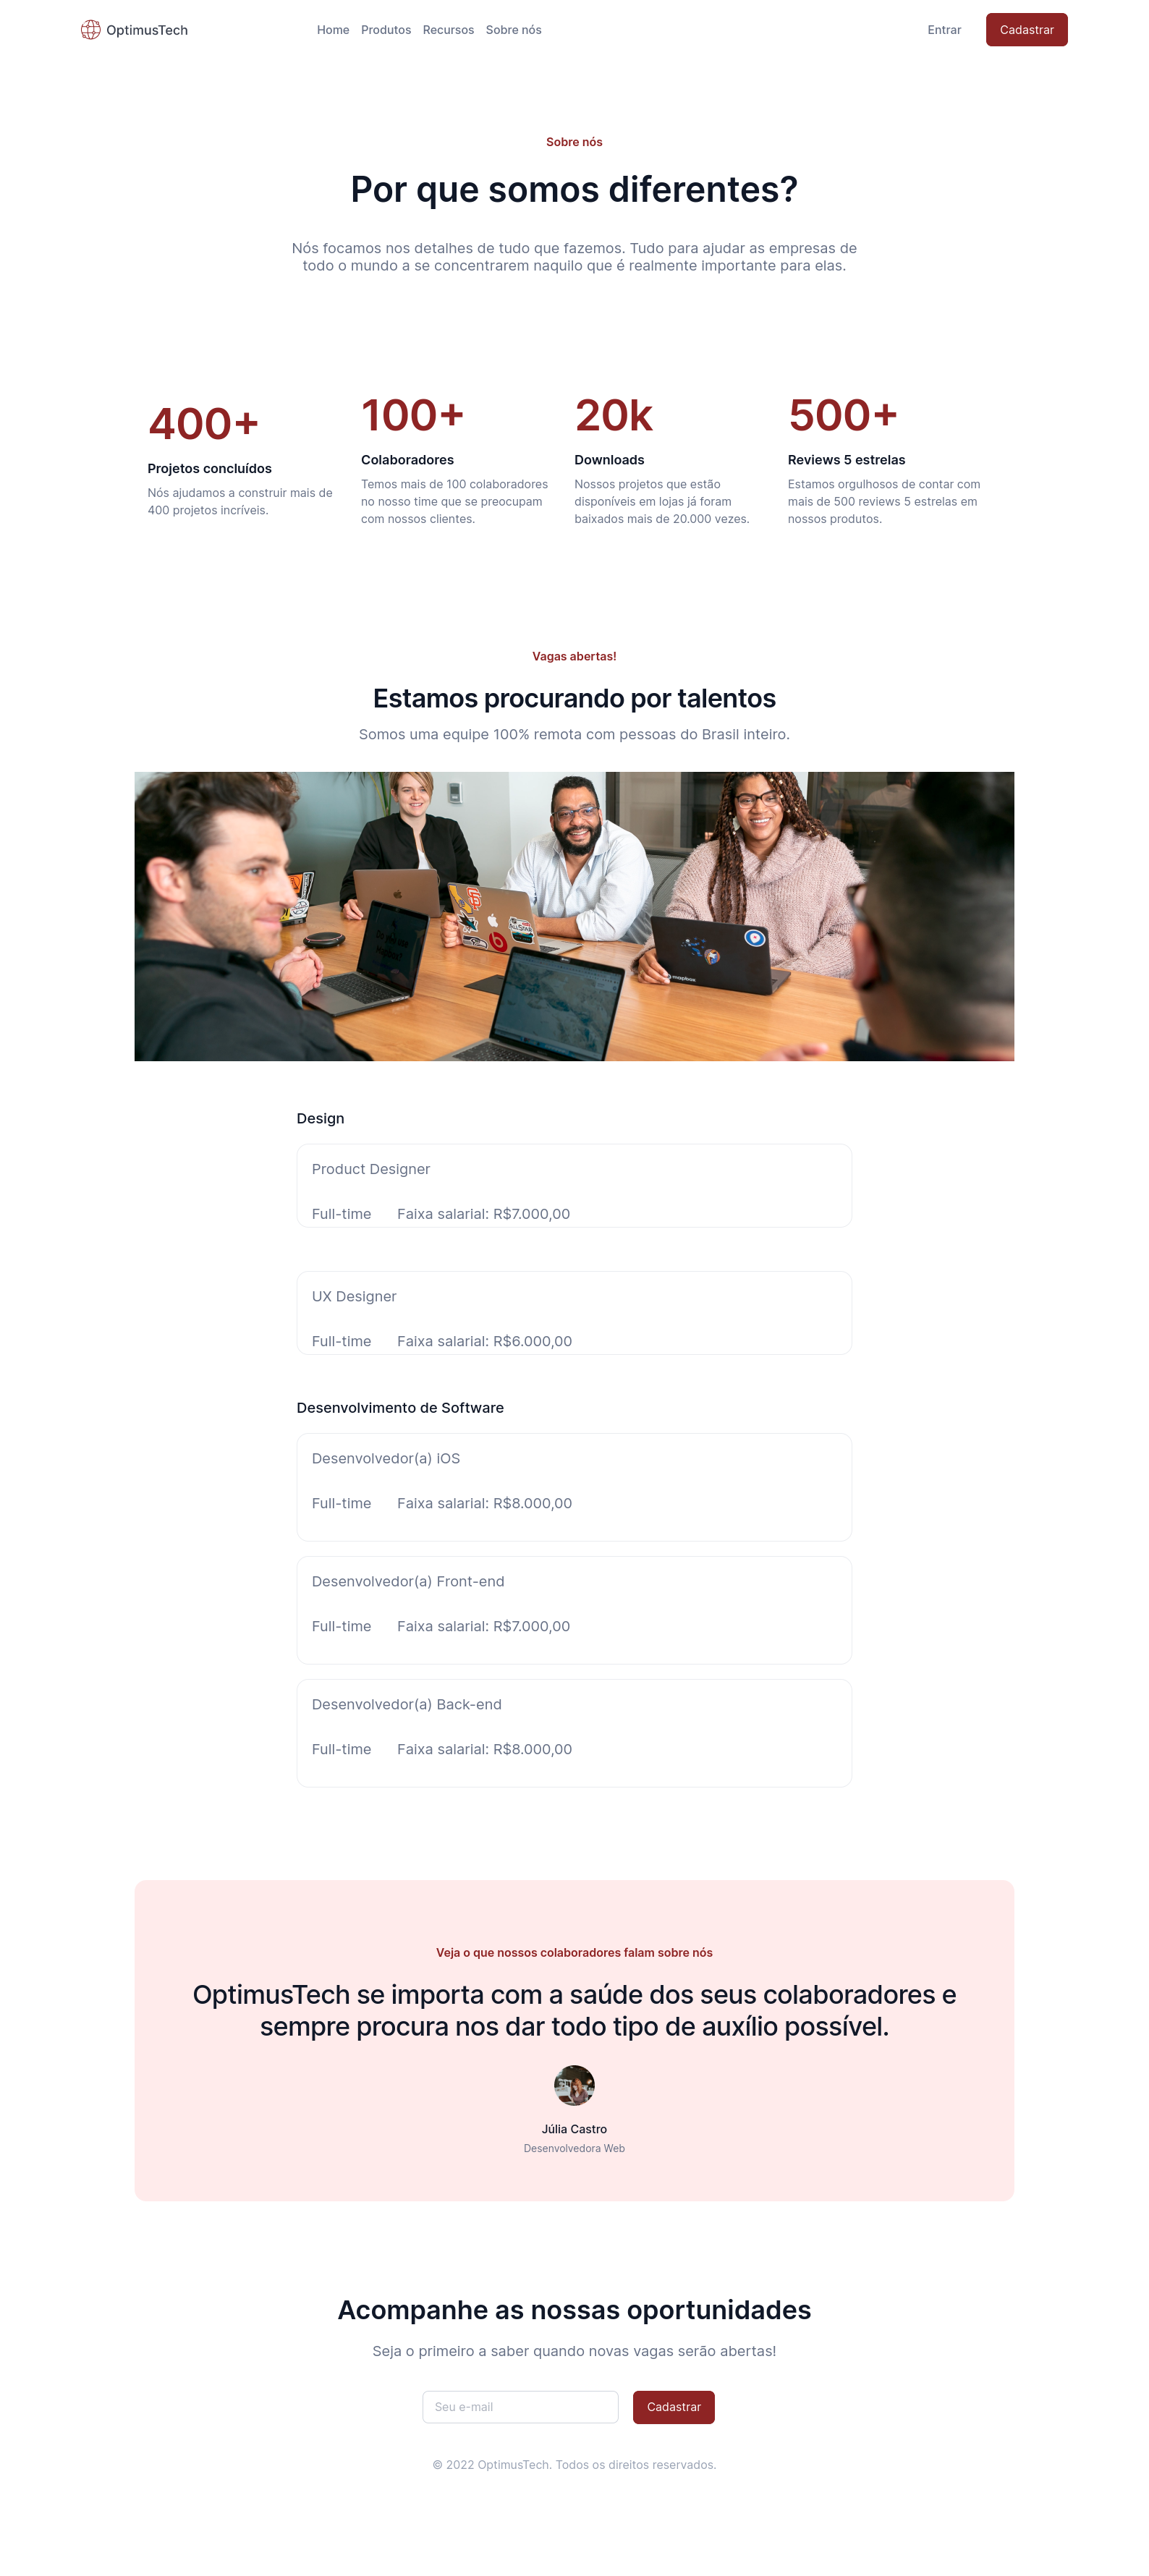 OptimusTech
Home Produtos Recursos Sobre nós
Entrar
Cadastrar
Sobre nós
Por que somos diferentes?
Nós focamos nos detalhes de tudo que fazemos. Tudo para ajudar as empresas de
todo o mundo a se concentrarem naquilo que é realmente importante para elas.
400+
Projetos concluídos
Nós ajudamos a construir mais de
400 projetos incríveis.
100+
Colaboradores
Temos mais de 100 colaboradores
no nosso time que se preocupam
com nossos clientes.
20k
Downloads
Nossos projetos que estão
disponíveis em lojas já foram
baixados mais de 20.000 vezes.
500+
Reviews 5 estrelas
Estamos orgulhosos de contar com
mais de 500 reviews 5 estrelas em
nossos produtos.
Vagas abertas!
Estamos procurando por talentos
Somos uma equipe 100% remota com pessoas do Brasil inteiro.
mapbox
Design
Product Designer
Full-time Faixa salarial: R$7.000,00
UX Designer
Full-time Faixa salarial: R$6.000,00
Desenvolvimento de Software
Desenvolvedor(a) iOS
Full-time Faixa salarial: R$8.000,00
Desenvolvedor(a) Front-end
Full-time Faixa salarial: R$7.000,00
Desenvolvedor(a) Back-end
Full-time Faixa salarial: R$8.000,00
Veja o que nossos colaboradores falam sobre nós
OptimusTech se importa com a saúde dos seus colaboradores e
sempre procura nos dar todo tipo de auxílio possível.
Júlia Castro
Desenvolvedora Web
Acompanhe as nossas oportunidades
Seja o primeiro a saber quando novas vagas serão abertas!
Seu e-mail
Cadastrar
© 2022 OptimusTech. Todos os direitos reservados.